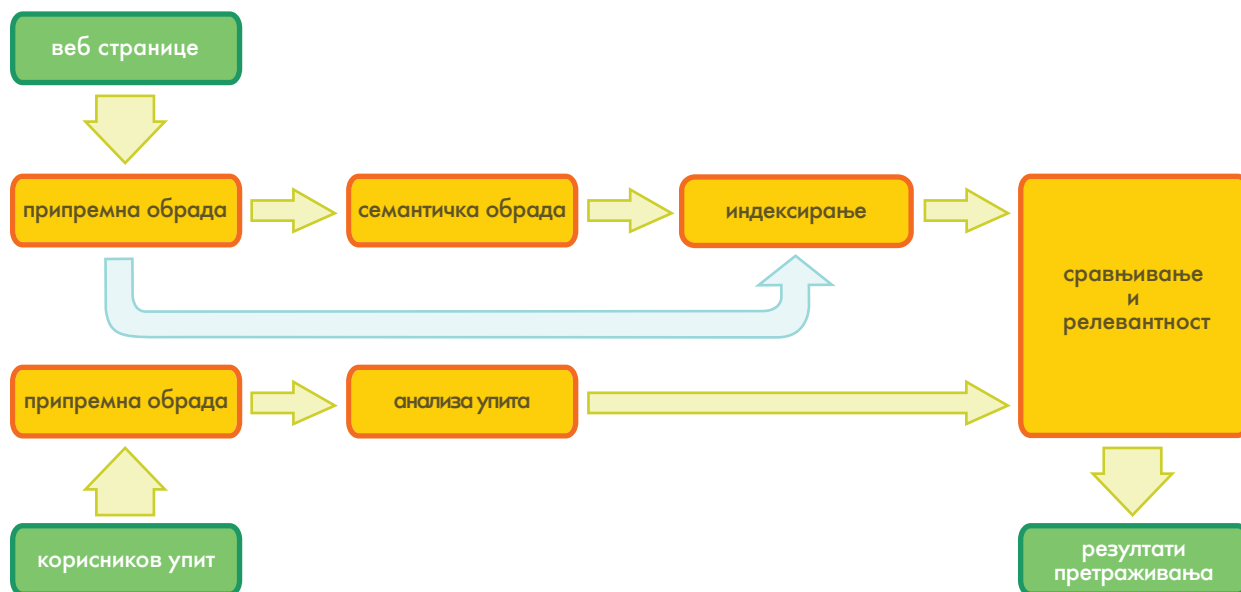 веб странице
припремна обрада
семантичка обрада
индексирање
сравњивање
и
релевантност
припремна обрада
анализа упита
корисников упит
резултати
претраживања